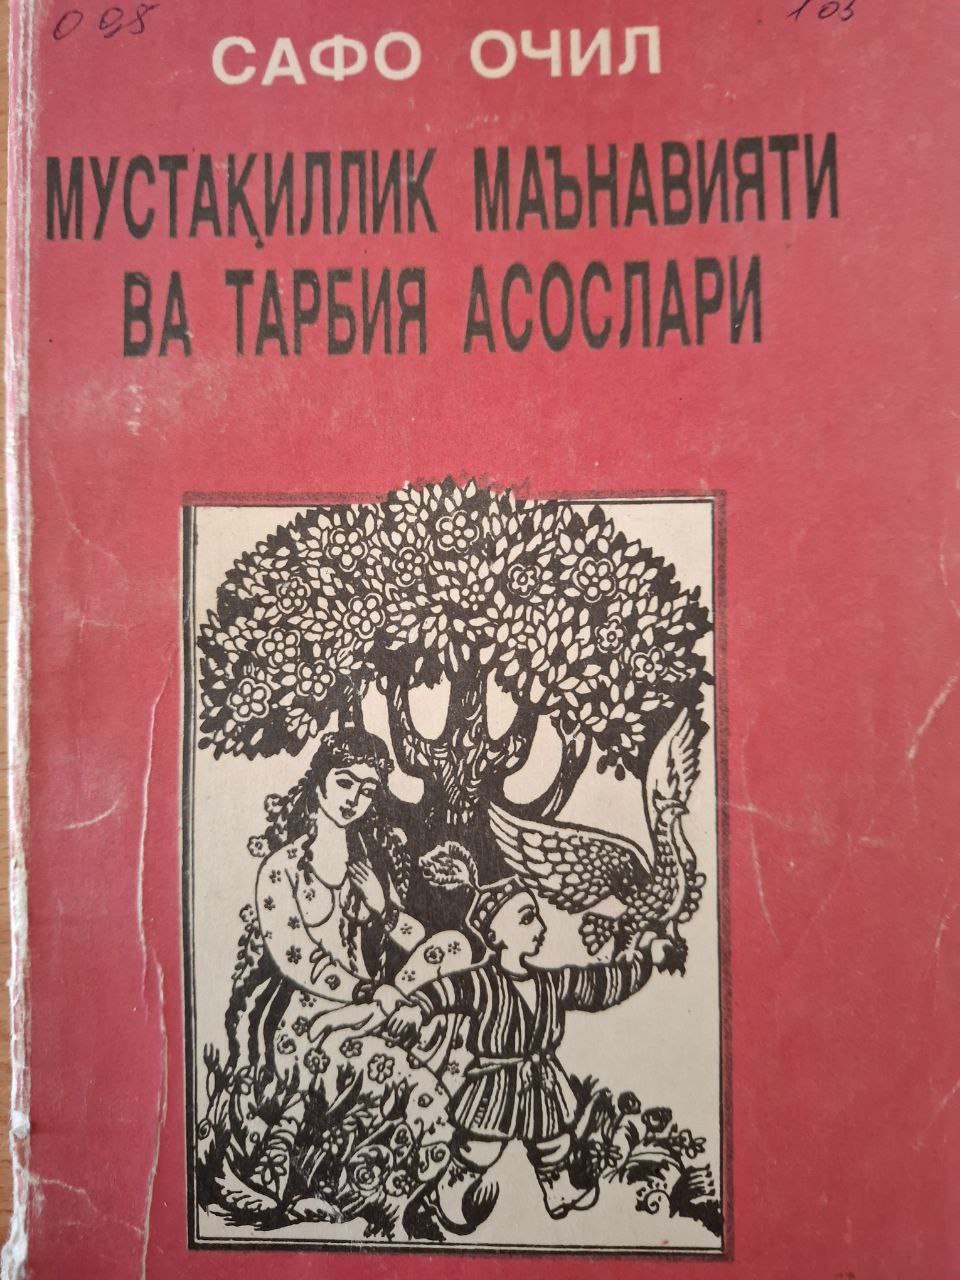 САФО ОЧИЛ
МУСТАҚИЛЛИК МАЪНАВИЯТИ
ВА ТАРБИЯ АСОСЛАРИ